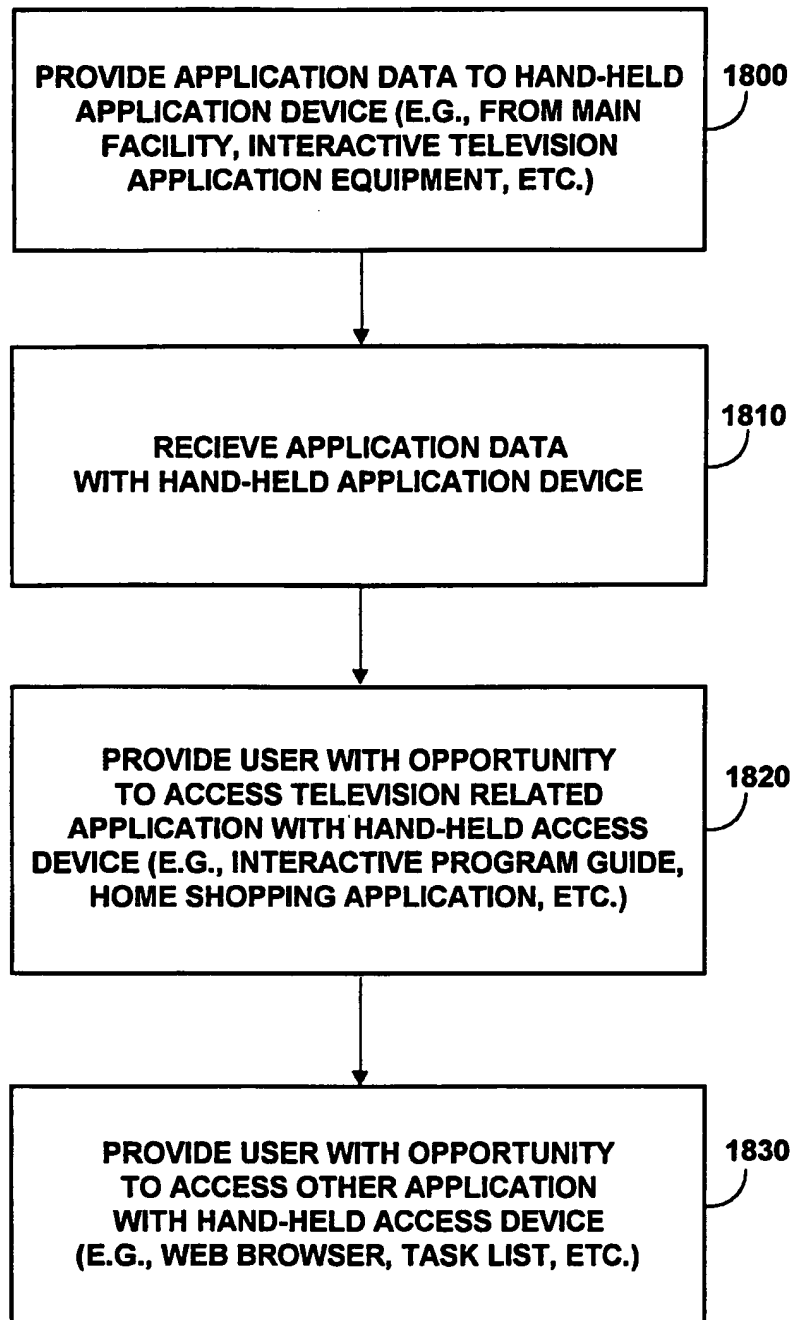 PROVIDE APPLICATION DATA TO HAND-HELD
APPLICATION DEVICE (E.G., FROM MAIN
FACILITY, INTERACTIVE TELEVISION
APPLICATION EQUIPMENT, ETC.)
1800
RECIEVE APPLICATION DATA
WITH HAND-HELD APPLICATION DEVICE
1810
PROVIDE USER WITH OPPORTUNITY
TO ACCESS TELEVISION RELATED
APPLICATION WITH HAND-HELD ACCESS
DEVICE (E.G., INTERACTIVE PROGRAM GUIDE,
HOME SHOPPING APPLICATION, ETC.)
1820
PROVIDE USER WITH OPPORTUNITY
TO ACCESS OTHER APPLICATION
WITH HAND-HELD ACCESS DEVICE
(E.G., WEB BROWSER, TASK LIST, ETC.)
1830